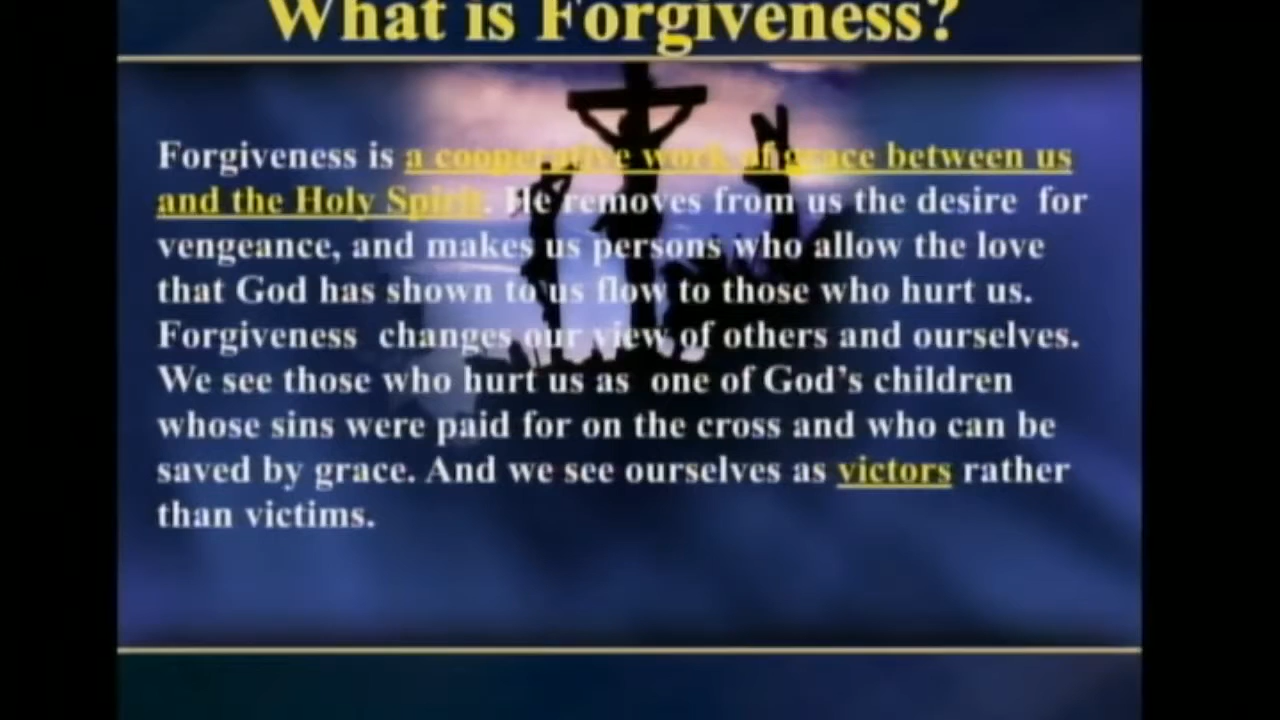 What is Forgiveness?
Forgiveness is a cooperative work of grace between us
and the Holy Spirit. He removes from us the desire for
vengeance, and makes us persons who allow the love
that God has shown to us flow to those who hurt us.
Forgiveness changes our view of others and ourselves.
We see those who hurt us as one of God's children
whose sins were paid for on the cross and who can be
saved by grace. And we see ourselves as victors rather
than victims.